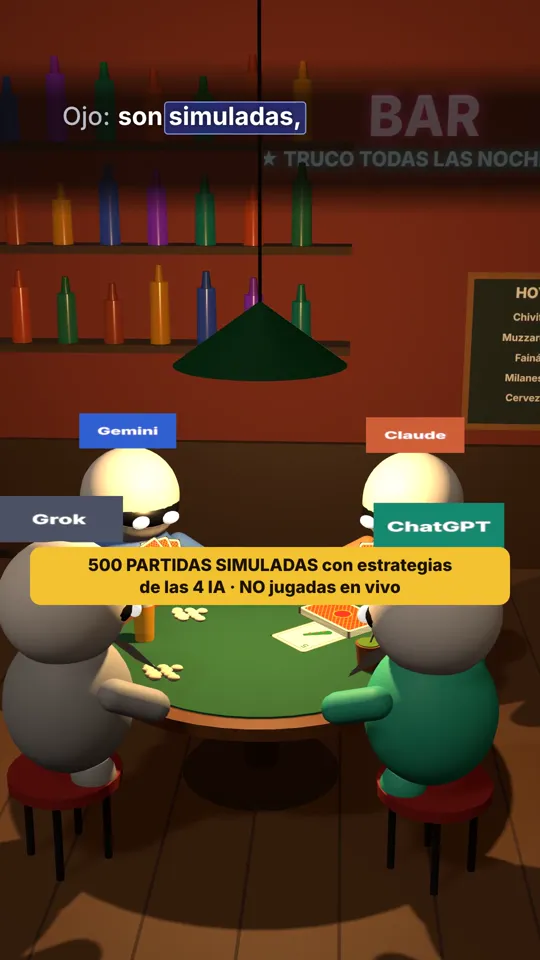 Ojo: son simuladas,
BAR
★ TRUCO TODAS LAS NOCH
HO
Chivi
Muzzar
Fainá
Milanes
Cervez
Gemini
Claude
Grok
ChatGPT
500 PARTIDAS SIMULADAS con estrategias
de las 4 IA · NO jugadas en vivo